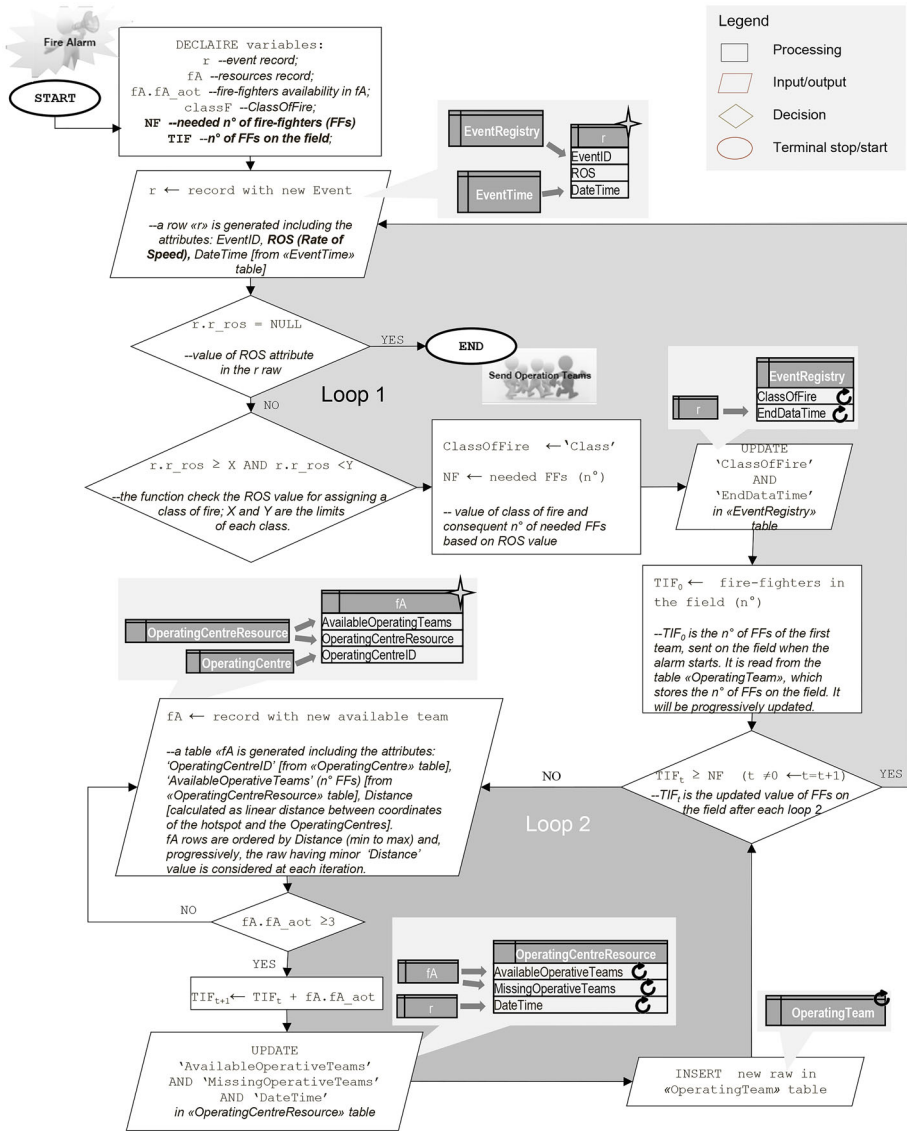 Fire Alarm
START
DECLAIRE variables:
r --event record;
fA --resources record;
fA.fA_aot --fire-fighters availability in fA;
classF --ClassOfFire;
NF --needed n° of fire-fighters (FFs)
TIF --n° of FFs on the field;
Legend
Processing
Input/output
Decision
Terminal stop/start
EventRegistry
EventTime
r
EventID
ROS
DateTime
r ← record with new Event
--a row «r» is generated including the
attributes: EventID, ROS (Rate of
Speed), DateTime [from «EventTime»
table]
r.r_ros = NULL
--value of ROS attribute
in the r raw
YES
END
NO
Send Operation Teams
Loop 1
r
EventRegistry
ClassOfFire
EndDataTime
r.r_ros ≥ X AND r.r_ros <Y
--the function check the ROS value for assigning a
class of fire; X and Y are the limits
of each class.
ClassOfFire ← ‘Class’
NF ← needed FFs (n°)
-- value of class of fire and
consequent n° of needed FFs
based on ROS value
UPDATE
‘ClassOfFire’
AND
‘EndDataTime’
in «EventRegistry»
table
TIF0 ← fire-fighters in
the field (n°)
--TIF0 is the n° of FFs of the first
team, sent on the field when the
alarm starts. It is read from the
table «OperatingTeam», which
stores the n° of FFs on the field. It
will be progressively updated.
OperatingCentreResource
OperatingCentre
fA
AvailableOperatingTeams
OperatingCentreResource
OperatingCentreID
fA ← record with new available team
--a table «fA is generated including the attributes:
‘OperatingCentreID’ [from «OperatingCentre» table],
‘AvailableOperativeTeams’ (n° FFs) [from
«OperatingCentreResource» table], Distance
[calculated as linear distance between coordinates
of the hotspot and the OperatingCentres].
fA rows are ordered by Distance (min to max) and,
progressively, the raw having minor ‘Distance’
value is considered at each iteration.
NO
TIFt ≥ NF (t ≠0 ←t=t+1)
--TIFt is the updated value of FFs on
the field after each loop 2
YES
Loop 2
NO
fA.fA_aot ≥3
YES
TIFt+1← TIFt + fA.fA_aot
fA
r
OperatingCentreResource
AvailableOperativeTeams
MissingOperativeTeams
DateTime
OperatingTeam
UPDATE
‘AvailableOperativeTeams’
AND ‘MissingOperativeTeams’
AND ‘DateTime’
in «OperatingCentreResource» table
INSERT new raw in
«OperatingTeam» table